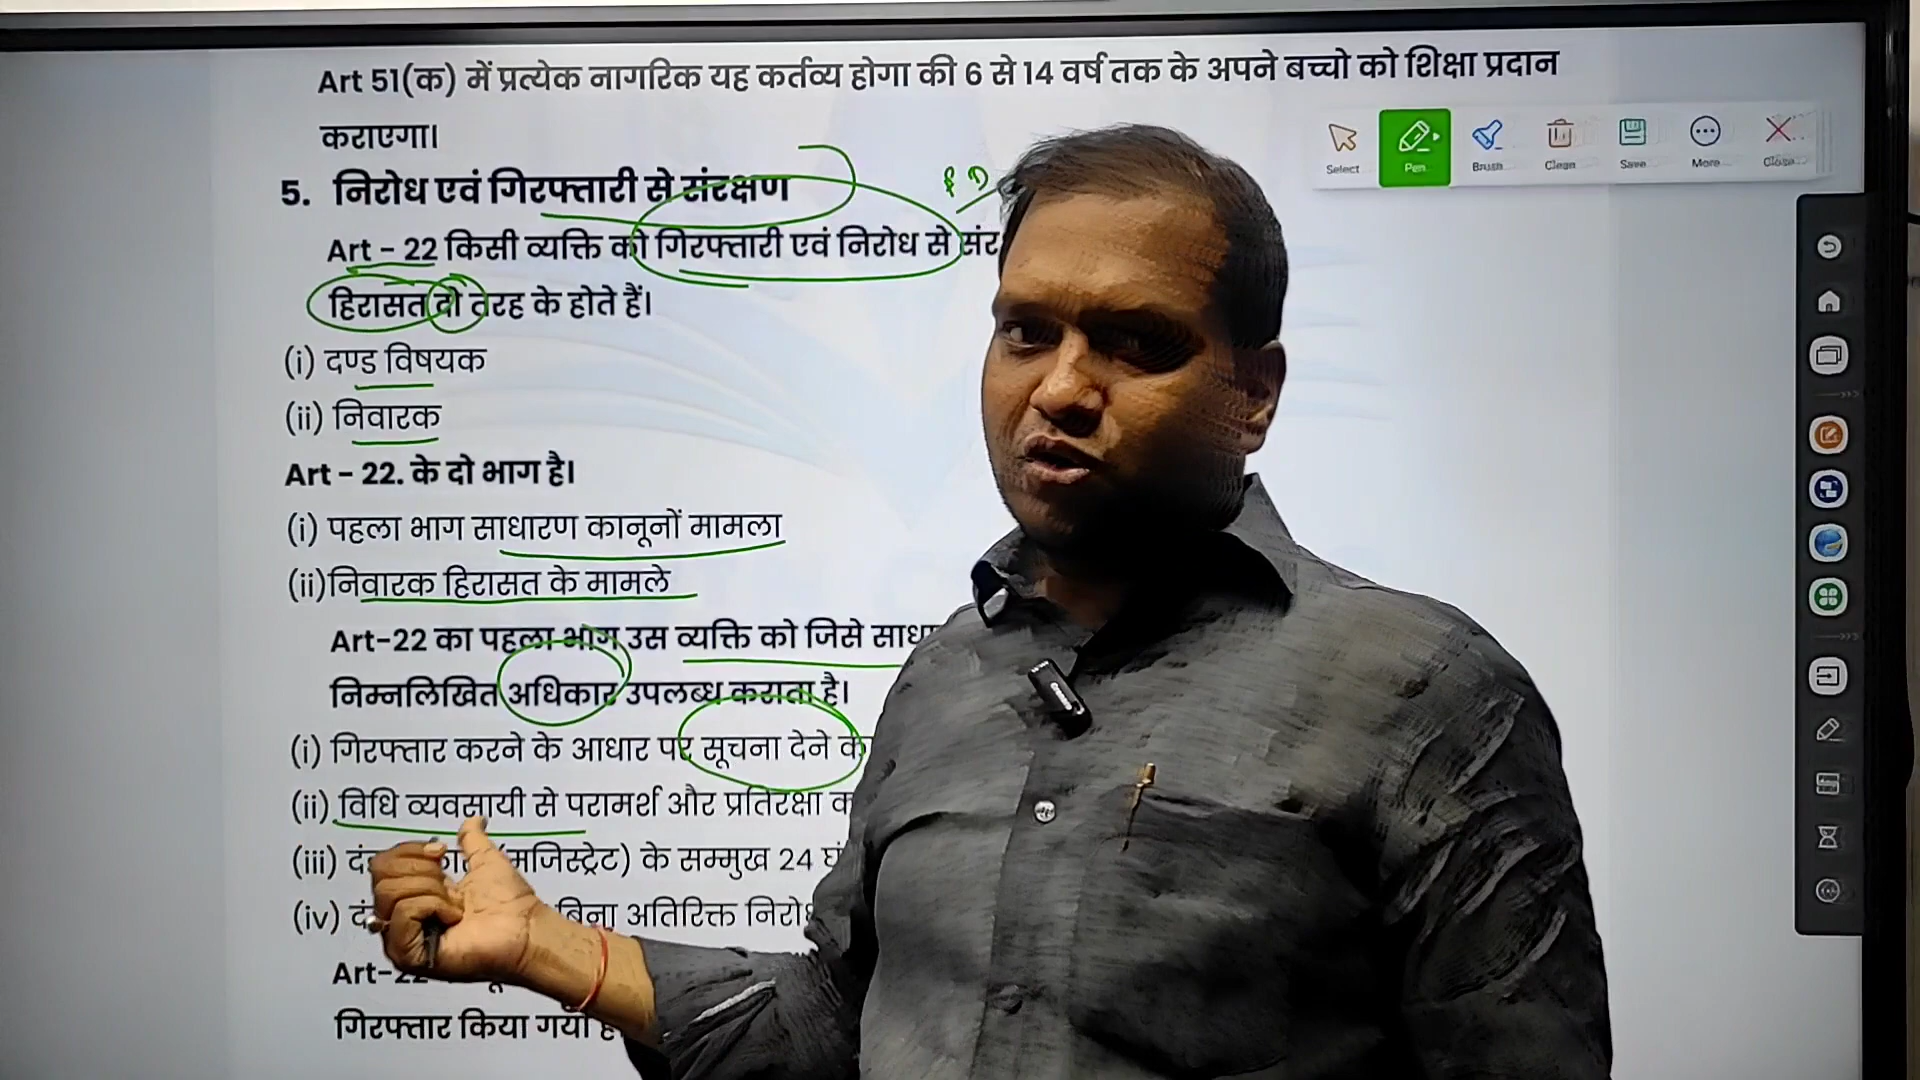 Art 51(क) में प्रत्येक नागरिक यह कर्तव्य होगा की 6 से 14 वर्ष तक के अपने बच्चो को शिक्षा प्रदान
कराएगा।
Select Pen Brush Clean Save More Close
5. निरोध एवं गिरफ्तारी से संरक्षण
P D
Art – 22 किसी व्यक्ति को गिरफ्तारी एवं निरोध से
हिरासत दो तरह के होते हैं।
(i) दण्ड विषयक
(ii) निवारक
Art – 22. के दो भाग है।
(i) पहला भाग साधारण कानूनों मामला
(ii)निवारक हिरासत के मामले
Art–22 का पहला भाग उस व्यक्ति को जिसे
निम्नलिखित अधिकार उपलब्ध कराता है।
(i) गिरफ्तार करने के आधार पर सूचना देने
(ii) विधि व्यवसायी से परामर्श और प्रतिरक्षा
(iii) (मजिस्ट्रेट) के सम्मुख 24
(iv) बिना अतिरिक्त
Art–22
गिरफ्तार किया गया